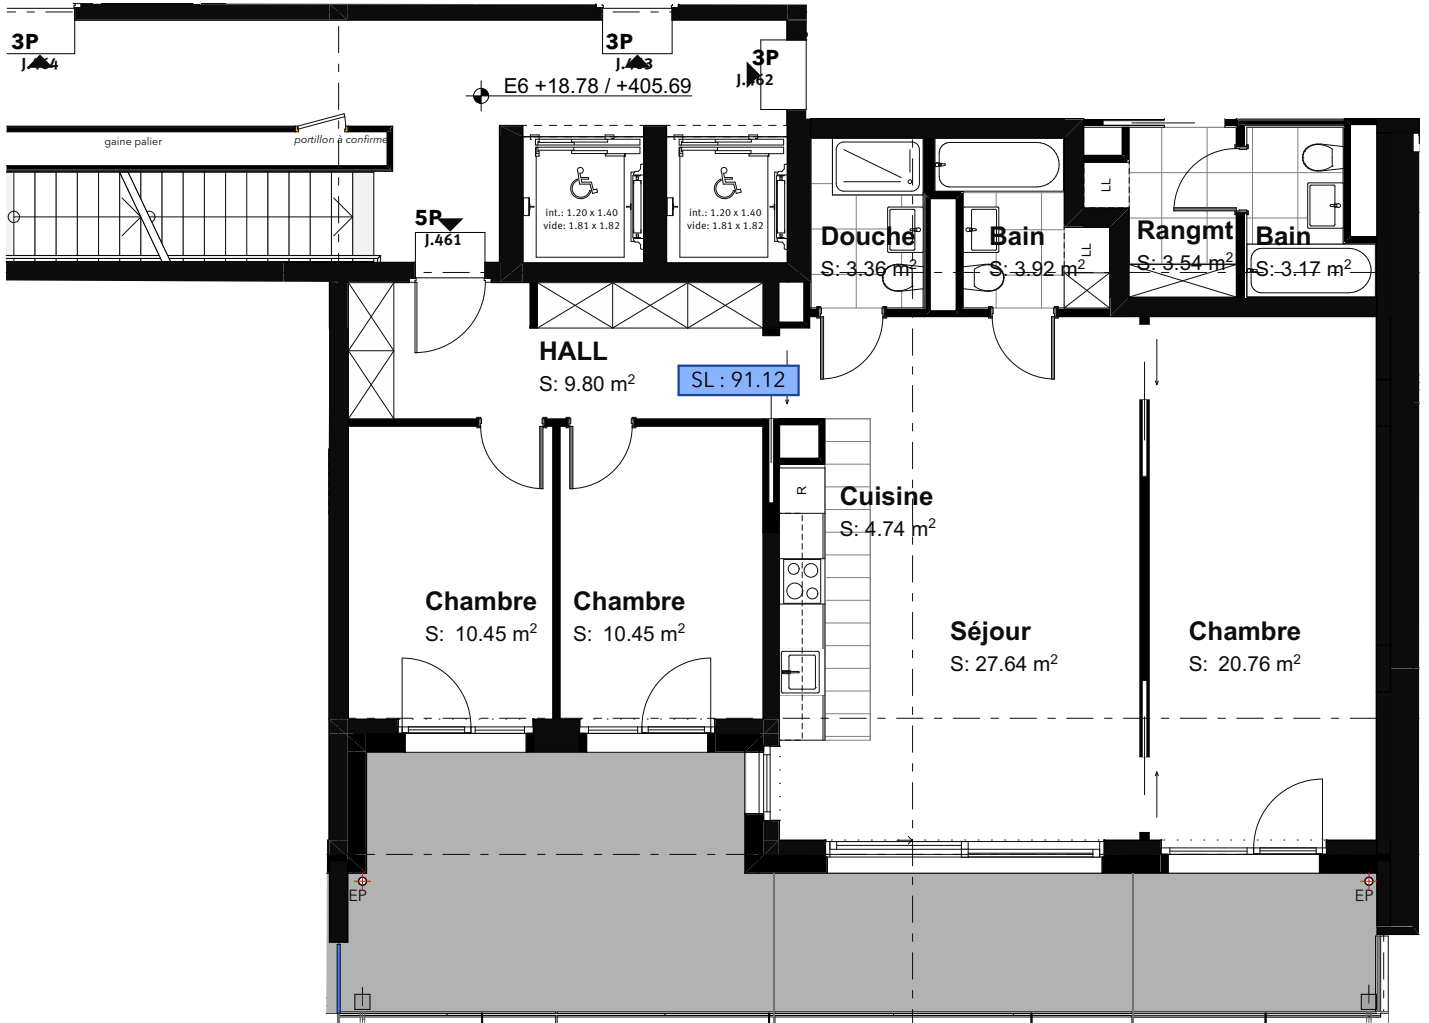 3P
J.464
3P
J.463
3P
J.462
E6 +18.78 / +405.69
gaine palier
portillon à confirme
int.: 1.20 x 1.40
vide: 1.81 x 1.82
int.: 1.20 x 1.40
vide: 1.81 x 1.82
LL
5P
J.461
Douche
S: 3.36 m²
Bain
S: 3.92 m²
LL
Rangmt
S: 3.54 m²
Bain
S: 3.17 m²
HALL
S: 9.80 m²
SL : 91.12
R
Cuisine
S: 4.74 m²
Chambre
S: 10.45 m²
Chambre
S: 10.45 m²
Séjour
S: 27.64 m²
Chambre
S: 20.76 m²
EP
EP